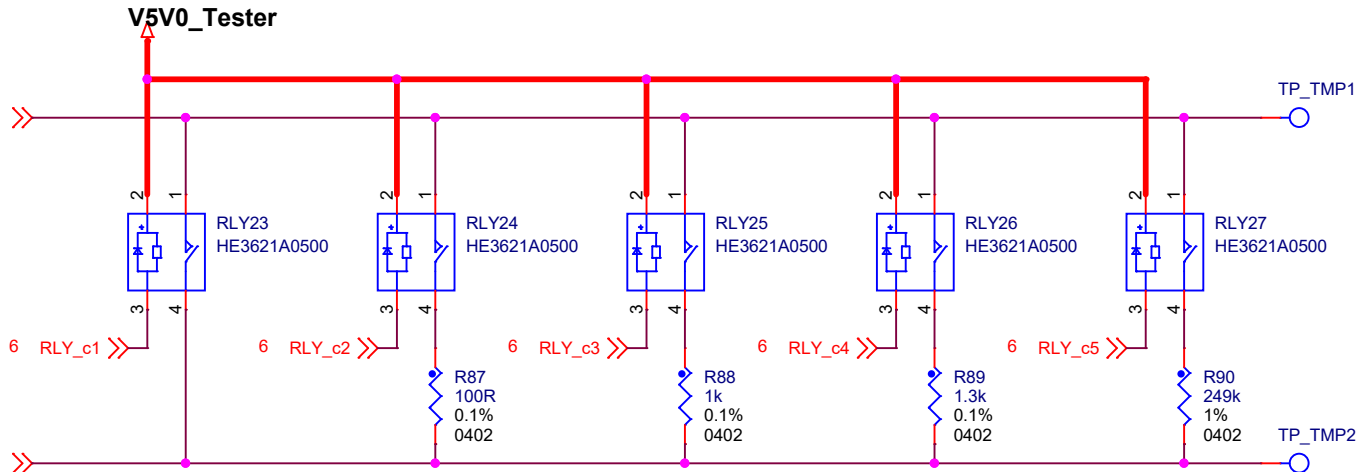 V5V0_Tester
TP_TMP1
2 1 2 1 2 1 2 1 2 1
RLY23 RLY24 RLY25 RLY26 RLY27
HE3621A0500 HE3621A0500 HE3621A0500 HE3621A0500 HE3621A0500
3 4 3 4 3 4 3 4 3 4
6 RLY_c1 6 RLY_c2 6 RLY_c3 6 RLY_c4 6 RLY_c5
R87 R88 R89 R90
100R 1k 1.3k 249k
0.1% 0.1% 0.1% 1%
0402 0402 0402 0402
TP_TMP2